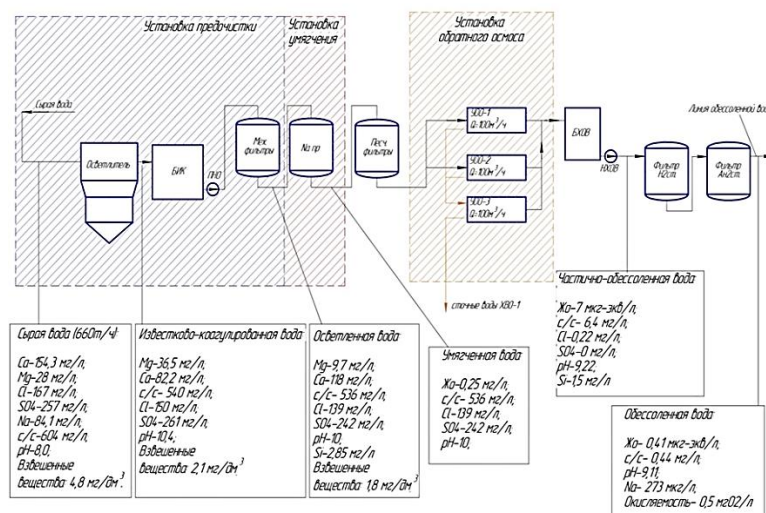 Установка предочистки
Установка
умягчения
Установка
обратного осмоса
Сырая вода
Осветлитель
БИК
ПНО
Мех.
фильтры
Na пр
Песч.
фильтры
УОО-1
Q=100м³/ч
УОО-2
Q=100м³/ч
УОО-3
Q=100м³/ч
БХОВ
НХОВ
Фильтр
Н2ст.
Фильтр
Ан2ст.
Линия обессоленной вод
сточные воды ХВО-1
Сырая вода (660т/ч):
Ca-154,3 мг/л,
Mg-28 мг/л,
Cl-167 мг/л,
SO4-257 мг/л,
Na-84,1 мг/л,
с/с-604 мг/л,
pH-8,0,
Взвешенные
вещества 4,8 мг/дм³.
Известково-коагулированная вода:
Mg-36,5 мг/л,
Ca-82,2 мг/л,
с/с- 540 мг/л,
Cl-150 мг/л,
SO4-261 мг/л,
pH-10,4;
Взвешенные
вещества 2,1 мг/дм³
Осветленная вода:
Mg-9,7 мг/л,
Ca-118 мг/л,
с/с- 536 мг/л,
Cl-139 мг/л,
SO4-242 мг/л,
pH-10,
Si-2,85 мг/л
Взвешенные
вещества 1,8 мг/дм³
Умягченная вода
Жо-0,25 мг/л,
с/с- 536 мг/л,
Cl-139 мг/л,
SO4-242 мг/л,
pH-10,
Частично-обессоленная вода:
Жо-7 мкг-экв/л,
с/с- 6,4 мг/л,
Cl-0,22 мг/л,
SO4-0 мг/л,
pH-9,22,
Si-1,5 мг/л
Обессоленная вода:
Жо- 0,41 мкг-экв/л,
с/с- 0,44 мг/л,
pH-9,11,
Na- 273 мкг/л,
Окисляемость- 0,5 мгО2/л